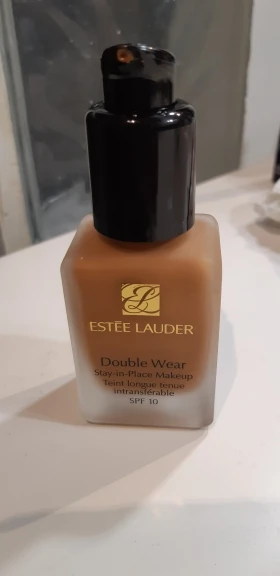 ESTĒE LAUDER
Double Wear
Stay-in-Place Makeup
Teint longue tenue
intransférable
SPF 10